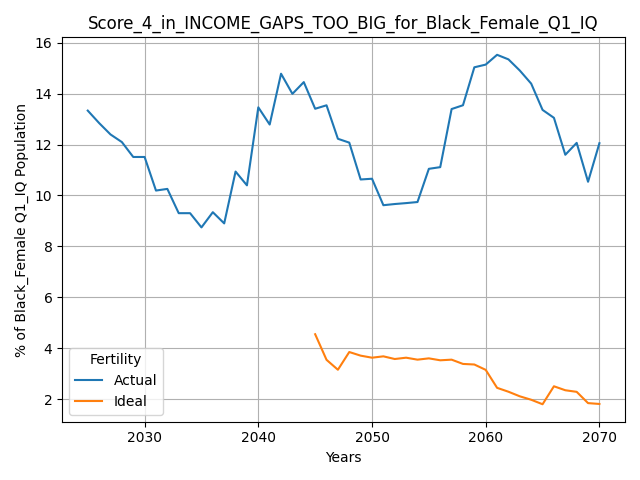 Score_4_in_INCOME_GAPS_TOO_BIG_for_Black_Female_Q1_IQ
% of Black_Female Q1_IQ Population
16
14
12
10
8
6
4
2
Fertility
Actual
Ideal
2030 2040 2050 2060 2070
Years